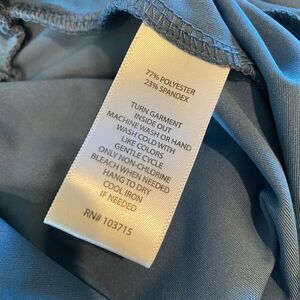 77% POLYESTER
23% SPANDEX
TURN GARMENT
INSIDE OUT
MACHINE WASH OR HAND
WASH COLD WITH
LIKE COLORS
GENTLE CYCLE
ONLY NON-CHLORINE
BLEACH WHEN NEEDED
HANG TO DRY
COOL IRON
IF NEEDED
RN# 103715